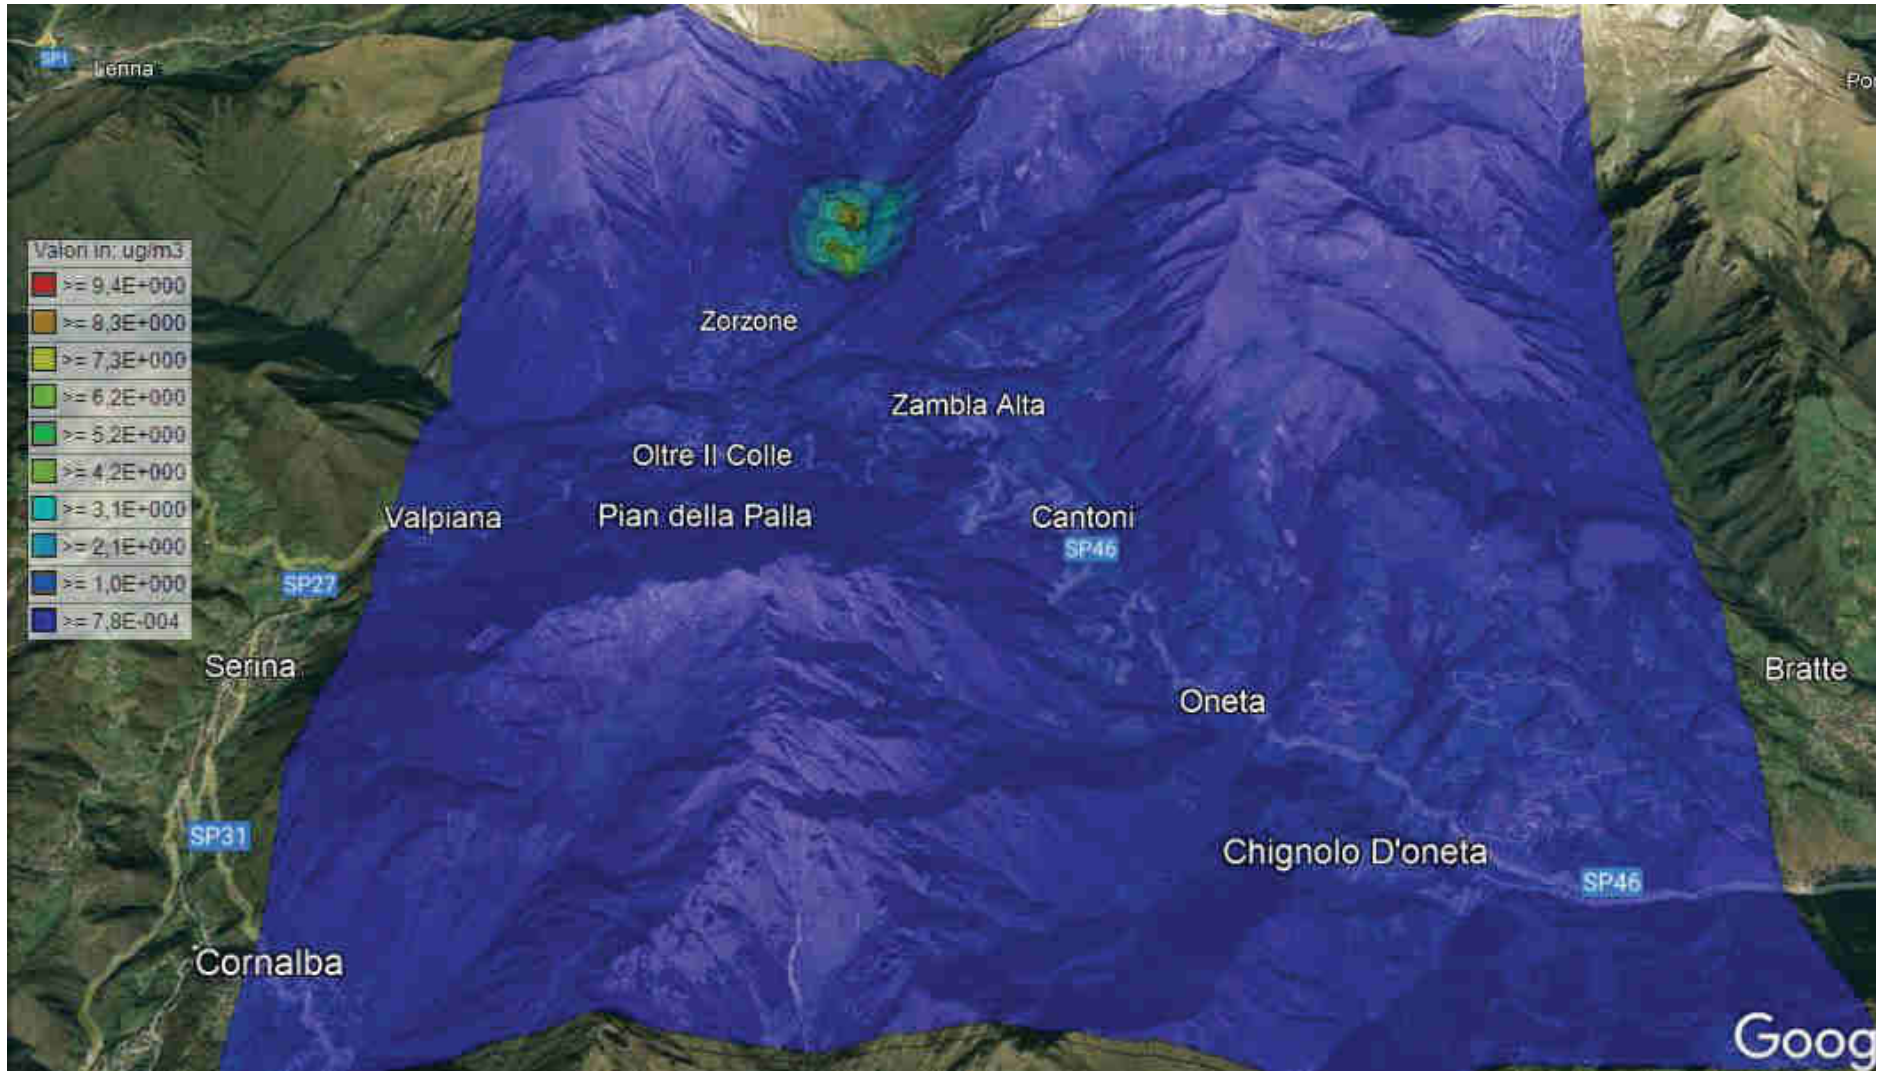 SP1
Lenna
Valori in: ug/m3
>= 9,4E+000
>= 8,3E+000
>= 7,3E+000
>= 6,2E+000
>= 5,2E+000
>= 4,2E+000
>= 3,1E+000
>= 2,1E+000
>= 1,0E+000
>= 7,8E-004
Zorzone
Zambla Alta
Oltre Il Colle
Valpiana
Pian della Palla
Cantoni
SP46
SP27
Serina
Bratte
Oneta
SP31
Chignolo D'oneta
SP46
Cornalba
Goog